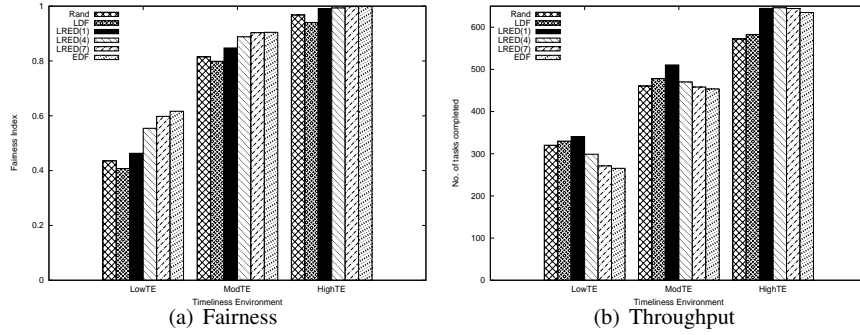 Rand
LDF
LRED(1)
LRED(4)
LRED(7)
EDF
1
0.8
0.6
0.4
0.2
0
Fairness Index
LowTE ModTE HighTE
Timeliness Environment
(a) Fairness
Rand
LDF
LRED(1)
LRED(4)
LRED(7)
EDF
600
500
400
300
200
100
0
No. of tasks completed
LowTE ModTE HighTE
Timeliness Environment
(b) Throughput